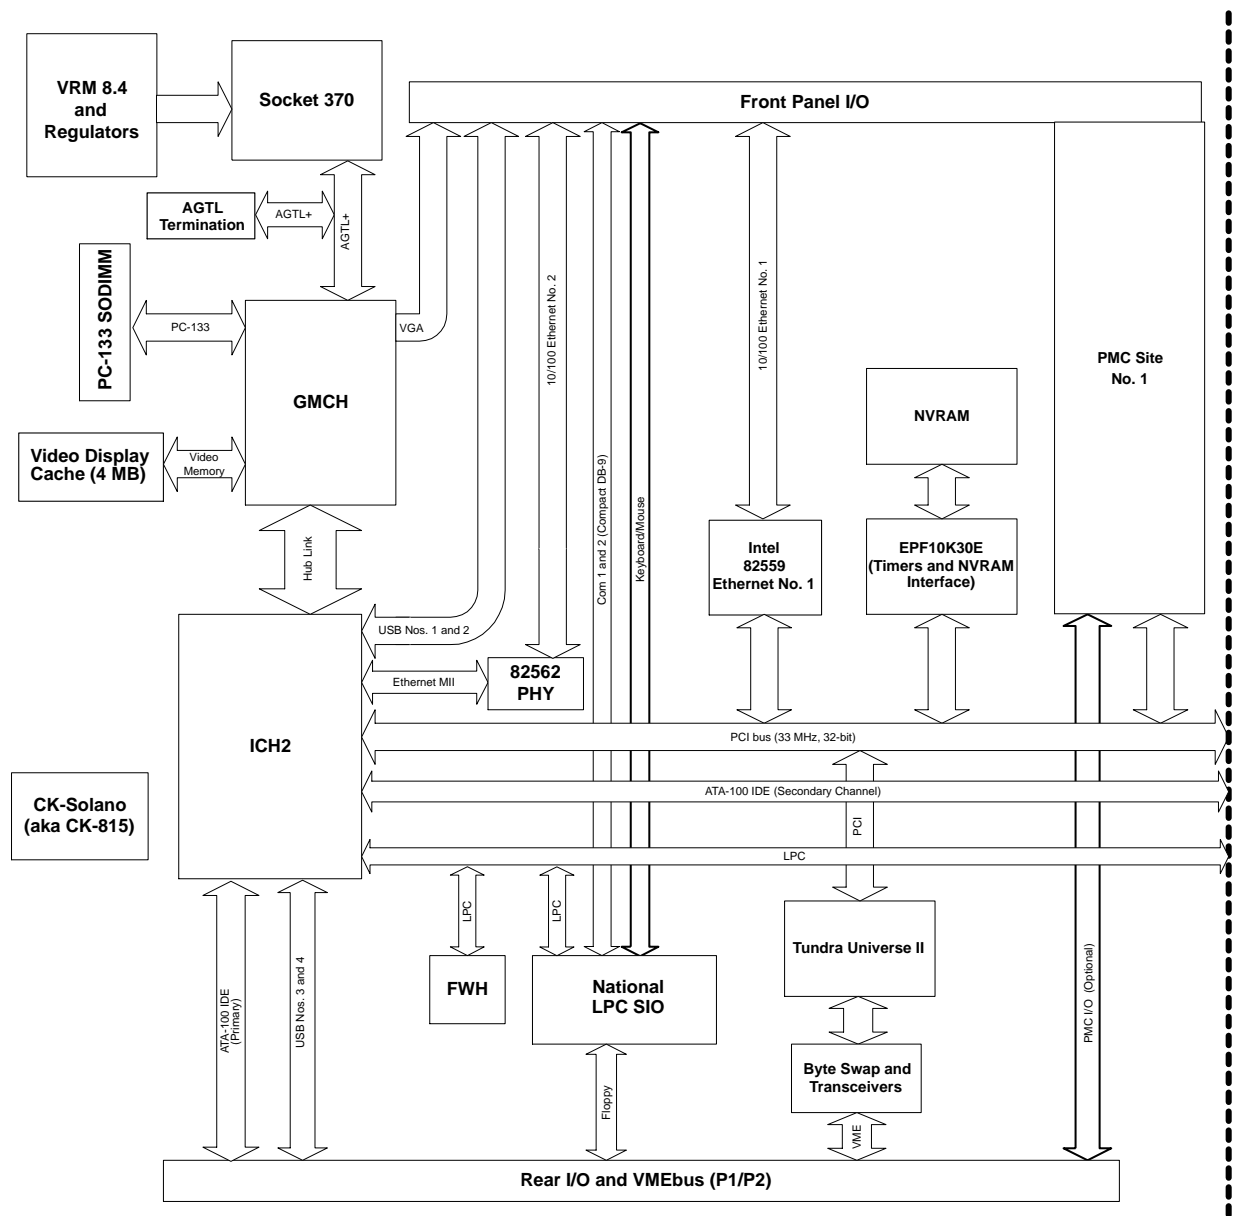 VRM 8.4
and
Regulators
Socket 370
Front Panel I/O
AGTL
Termination
AGTL+
AGTL+
PC-133 SODIMM
PC-133
VGA
GMCH
10/100 Ethernet No. 2
10/100 Ethernet No. 1
PMC Site
No. 1
NVRAM
Video Display
Cache (4 MB)
Video
Memory
Hub Link
Com 1 and 2 (Compact DB-9)
Keyboard/Mouse
Intel
82559
Ethernet No. 1
EPF10K30E
(Timers and NVRAM
Interface)
USB Nos. 1 and 2
Ethernet MII
82562
PHY
ICH2
PCI bus (33 MHz, 32-bit)
CK-Solano
(aka CK-815)
ATA-100 IDE (Secondary Channel)
PCI
LPC
LPC
LPC
FWH
National
LPC SIO
Tundra Universe II
ATA-100 IDE
(Primary)
USB Nos. 3 and 4
PMC I/O (Optional)
Floppy
Byte Swap and
Transceivers
VME
Rear I/O and VMEbus (P1/P2)